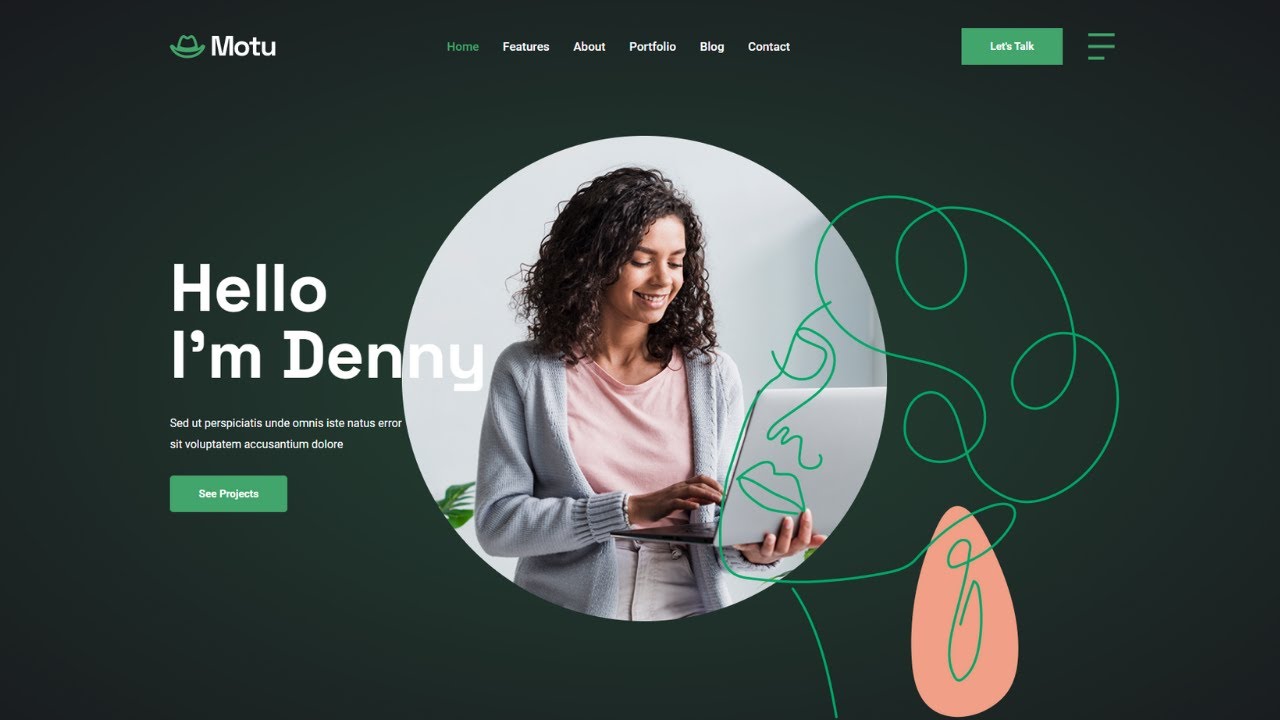 Motu
Home Features About Portfolio Blog Contact
Let's Talk
Hello
I'm Denny
Sed ut perspiciatis unde omnis iste natus error
sit voluptatem accusantium dolore
See Projects